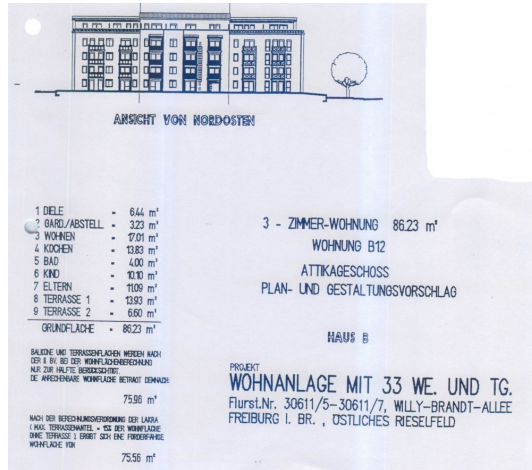 ANSICHT VON NORDOSTEN
1 DIELE = 6.44 m²
2 GARD./ABSTELL = 3.23 m²
3 WOHNEN = 17.01 m²
4 KOCHEN = 13.83 m²
5 BAD = 4.00 m²
6 KIND = 10.10 m²
7 ELTERN = 11.09 m²
8 TERRASSE 1 = 13.93 m²
9 TERRASSE 2 = 6.60 m²
GRUNDFLÄCHE = 86.23 m²
BALKONE UND TERRASSENFLÄCHEN WERDEN NACH
DER II BV. BEI DER WOHNFLÄCHENBERECHNUNG
NUR ZUR HÄLFTE BERÜCKSICHTIGT.
DIE ANRECHENBARE WOHNFLÄCHE BETRÄGT DEMNACH:
75.96 m²
NACH DER BERECHNUNGSVERORDNUNG DER LAKRA
( MAX. TERRASSENANTEIL = 15% DER WOHNFLÄCHE
OHNE TERRASSE ) ERGIBT SICH EINE FÖRDERFÄHIGE
WOHNFLÄCHE VON
75.56 m²
3 - ZIMMER-WOHNUNG 86.23 m²
WOHNUNG B12
ATTIKAGESCHOSS
PLAN- UND GESTALTUNGSVORSCHLAG
HAUS B
PROJEKT
WOHNANLAGE MIT 33 WE. UND TG.
Flurst.Nr. 30611/5-30611/7, WILLY-BRANDT-ALLEE
FREIBURG I. BR. , ÖSTLICHES RIESELFELD